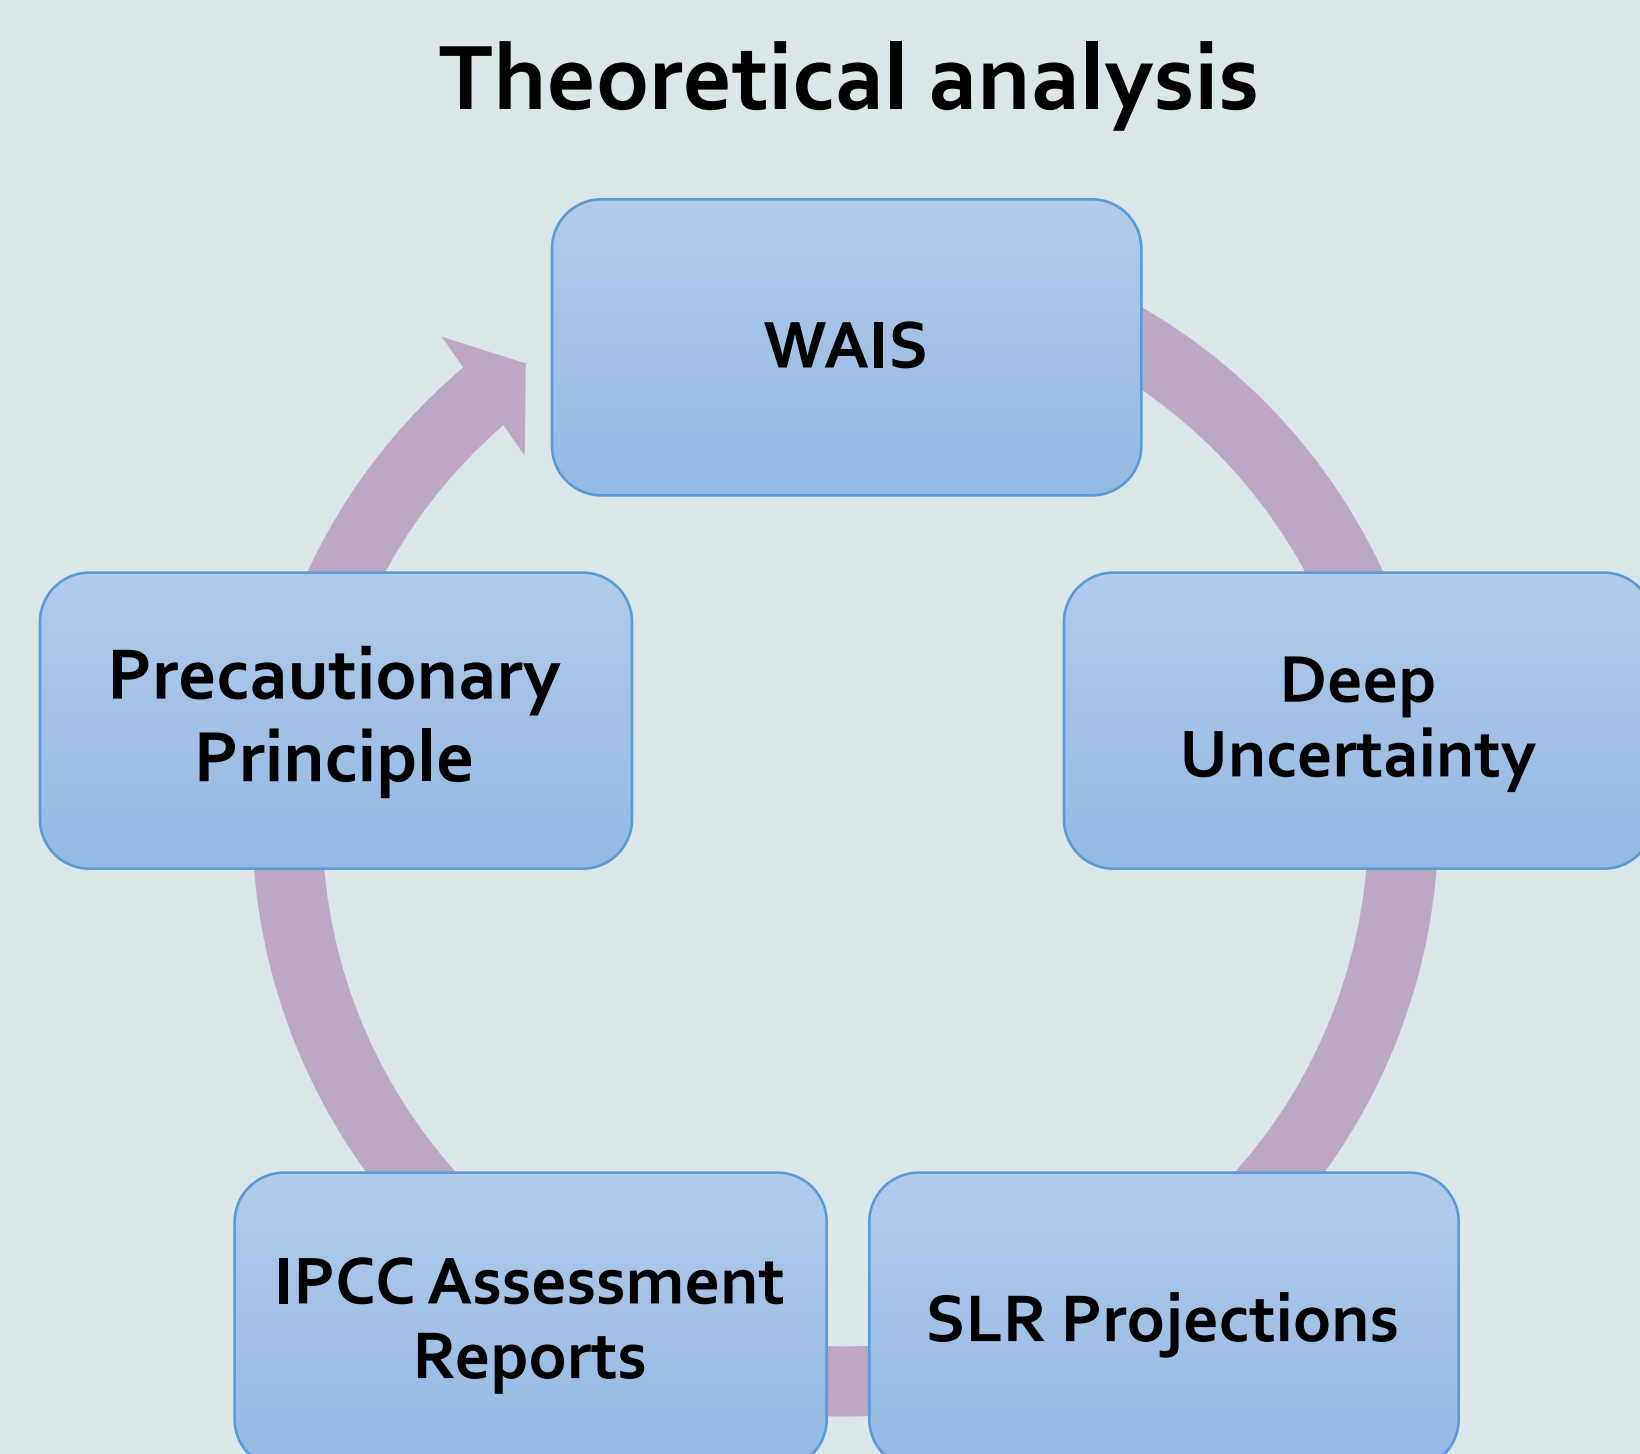 Theoretical analysis
WAIS
Deep
Uncertainty
SLR Projections
IPCC Assessment
Reports
Precautionary
Principle